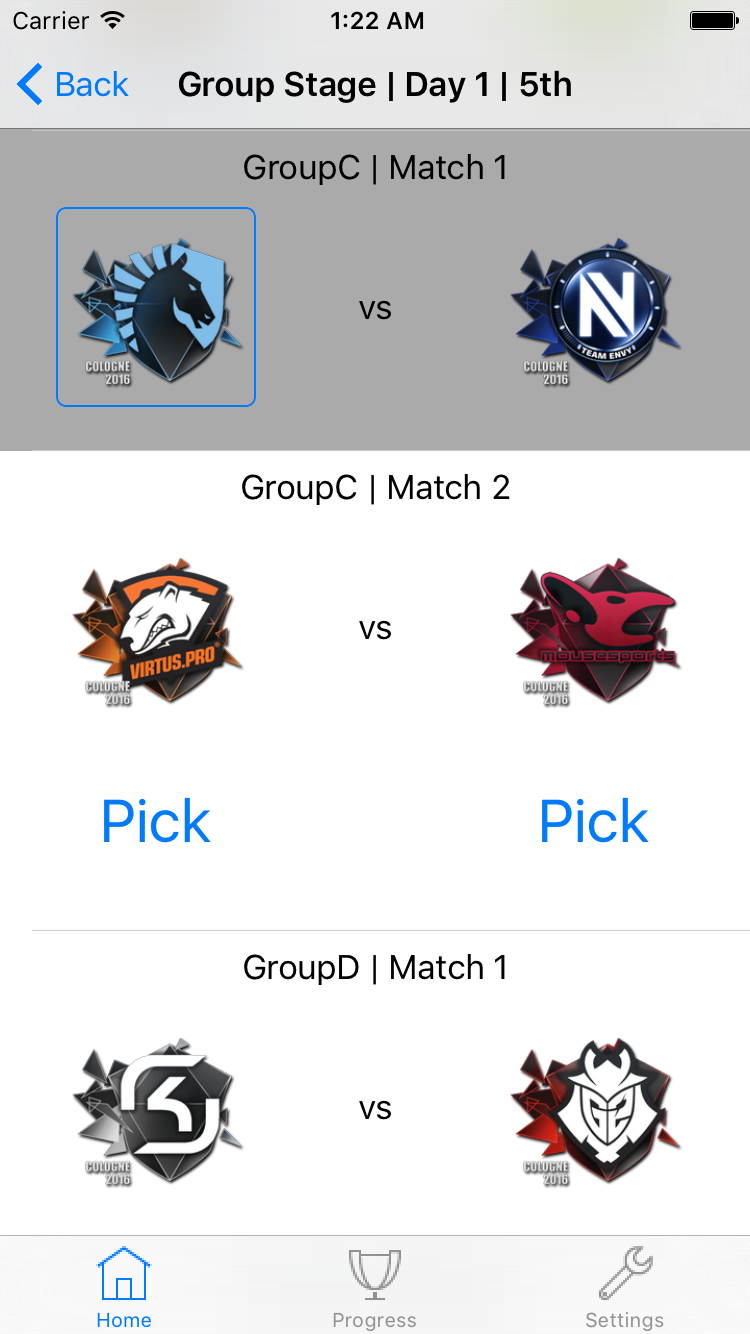 Carrier 1:22 AM
Back Group Stage | Day 1 | 5th
GroupC | Match 1
vs
COLOGNE
2016
COLOGNE
2016
N
TEAM ENVY
GroupC | Match 2
vs
VIRTUS.PRO
COLOGNE
2016
mousesports
COLOGNE
2016
Pick Pick
GroupD | Match 1
vs
SK
COLOGNE
2016
G2
COLOGNE
2016
Home Progress Settings